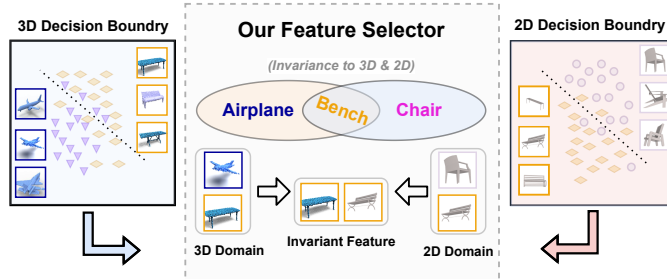 3D Decision Boundry
Our Feature Selector
2D Decision Boundry
(Invariance to 3D & 2D)
Airplane
Bench
Chair
3D Domain
Invariant Feature
2D Domain